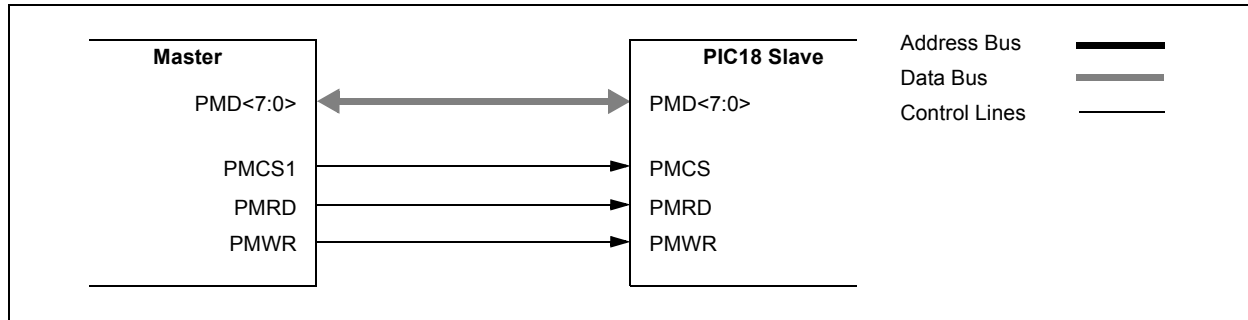 Master
PMD<7:0>
PMCS1
PMRD
PMWR
PIC18 Slave
PMD<7:0>
PMCS
PMRD
PMWR
Address Bus
Data Bus
Control Lines